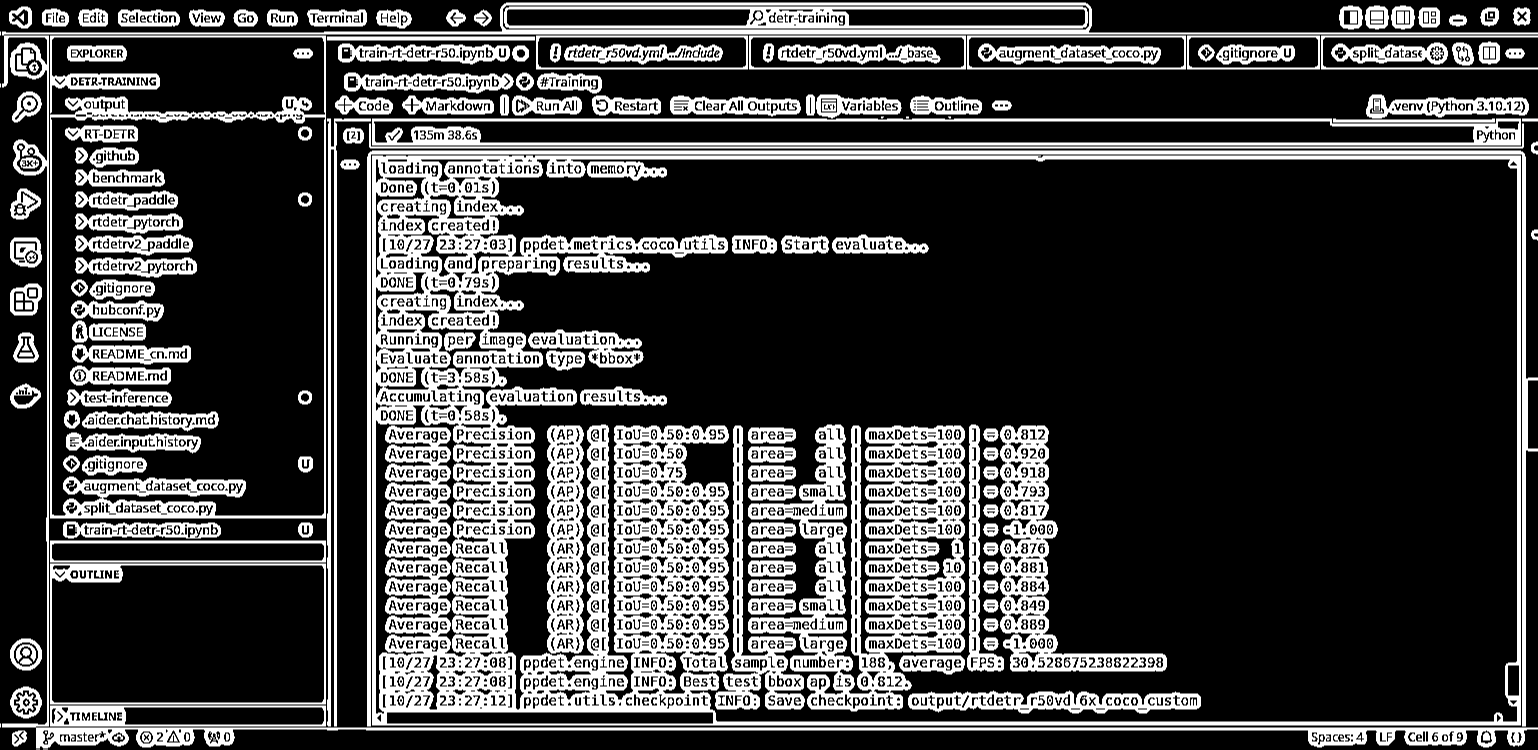 File Edit Selection View Go Run Terminal Help
detr-training
EXPLORER
DETR-TRAINING
output U
RT-DETR
.github
benchmark
rtdetr_paddle
rtdetr_pytorch
rtdetrv2_paddle
rtdetrv2_pytorch
.gitignore
hubconf.py
LICENSE
README_cn.md
README.md
test-inference
.aider.chat.history.md
.aider.input.history
.gitignore U
augment_dataset_coco.py
split_dataset_coco.py
train-rt-detr-r50.ipynb U
OUTLINE
TIMELINE
train-rt-detr-r50.ipynb U
rtdetr_r50vd.yml .../include
rtdetr_r50vd.yml .../_base_
augment_dataset_coco.py
.gitignore U
split_datase
train-rt-detr-r50.ipynb > #Training
Code Markdown Run All Restart Clear All Outputs Variables Outline
.venv (Python 3.10.12)
[2] 135m 38.6s
Python
loading annotations into memory...
Done (t=0.01s)
creating index...
index created!
[10/27 23:27:03] ppdet.metrics.coco_utils INFO: Start evaluate...
Loading and preparing results...
DONE (t=0.79s)
creating index...
index created!
Running per image evaluation...
Evaluate annotation type *bbox*
DONE (t=3.58s).
Accumulating evaluation results...
DONE (t=0.58s).
Average Precision (AP) @[ IoU=0.50:0.95 | area= all | maxDets=100 ] = 0.812
Average Precision (AP) @[ IoU=0.50 | area= all | maxDets=100 ] = 0.920
Average Precision (AP) @[ IoU=0.75 | area= all | maxDets=100 ] = 0.918
Average Precision (AP) @[ IoU=0.50:0.95 | area= small | maxDets=100 ] = 0.793
Average Precision (AP) @[ IoU=0.50:0.95 | area=medium | maxDets=100 ] = 0.817
Average Precision (AP) @[ IoU=0.50:0.95 | area= large | maxDets=100 ] = -1.000
Average Recall (AR) @[ IoU=0.50:0.95 | area= all | maxDets= 1 ] = 0.876
Average Recall (AR) @[ IoU=0.50:0.95 | area= all | maxDets= 10 ] = 0.881
Average Recall (AR) @[ IoU=0.50:0.95 | area= all | maxDets=100 ] = 0.884
Average Recall (AR) @[ IoU=0.50:0.95 | area= small | maxDets=100 ] = 0.849
Average Recall (AR) @[ IoU=0.50:0.95 | area=medium | maxDets=100 ] = 0.889
Average Recall (AR) @[ IoU=0.50:0.95 | area= large | maxDets=100 ] = -1.000
[10/27 23:27:08] ppdet.engine INFO: Total sample number: 188, average FPS: 30.528675238822398
[10/27 23:27:08] ppdet.engine INFO: Best test bbox ap is 0.812.
[10/27 23:27:12] ppdet.utils.checkpoint INFO: Save checkpoint: output/rtdetr_r50vd_6x_coco_custom
master* 2 0 0
Spaces: 4 LF Cell 6 of 9